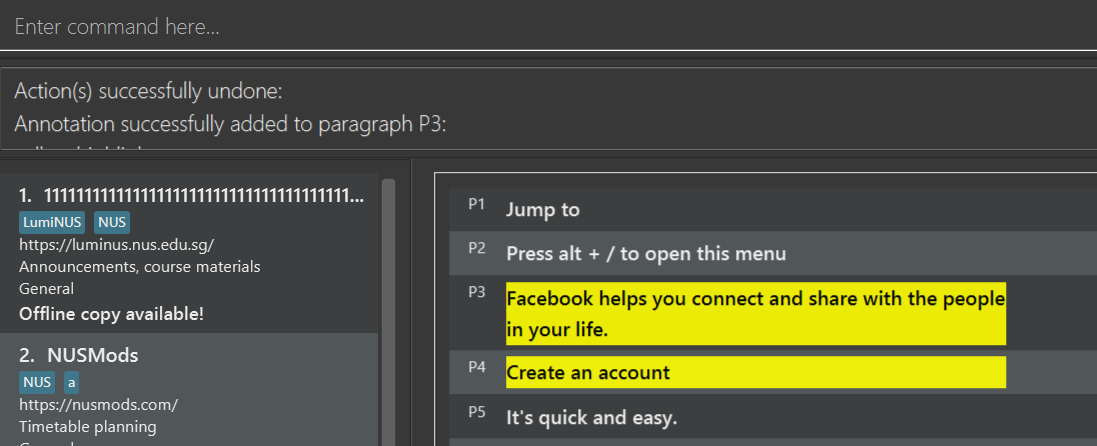 Enter command here...
Action(s) successfully undone:
Annotation successfully added to paragraph P3:
1. 1111111111111111111111111111111111111...
LumiNUS NUS
https://luminus.nus.edu.sg/
Announcements, course materials
General
Offline copy available!
2. NUSMods
NUS a
https://nusmods.com/
Timetable planning
P1 Jump to
P2 Press alt + / to open this menu
P3 Facebook helps you connect and share with the people
in your life.
P4 Create an account
P5 It's quick and easy.